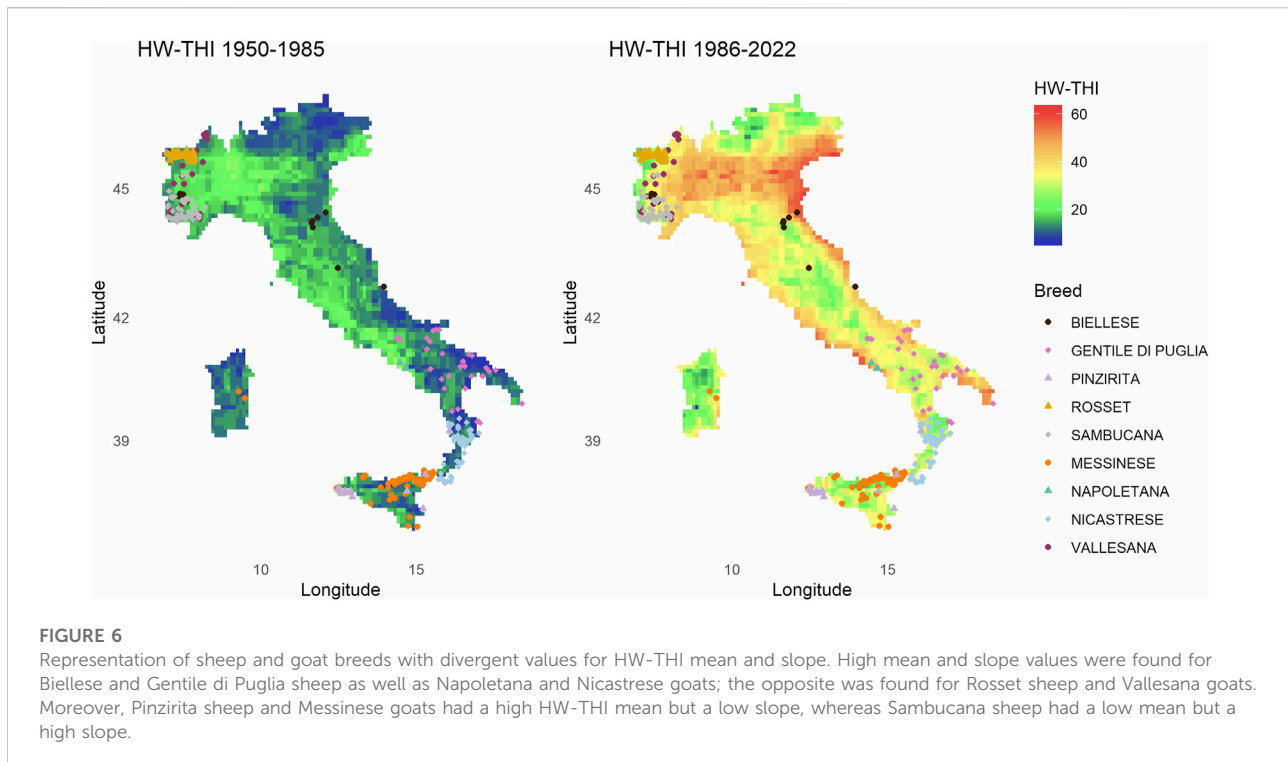 HW-THI 1950-1985
HW-THI 1986-2022
HW-THI
60
40
20
45
42
39
Latitude
10
15
Longitude
45
42
39
Latitude
10
15
Longitude
Breed
BIELLESE
GENTILE DI PUGLIA
PINZIRITA
ROSSET
SAMBUCANA
MESSINESE
NAPOLETANA
NICASTRESE
VALLESANA
FIGURE 6
Representation of sheep and goat breeds with divergent values for HW-THI mean and slope. High mean and slope values were found for
Biellese and Gentile di Puglia sheep as well as Napoletana and Nicastrese goats; the opposite was found for Rosset sheep and Vallesana goats.
Moreover, Pinzirita sheep and Messinese goats had a high HW-THI mean but a low slope, whereas Sambucana sheep had a low mean but a
high slope.